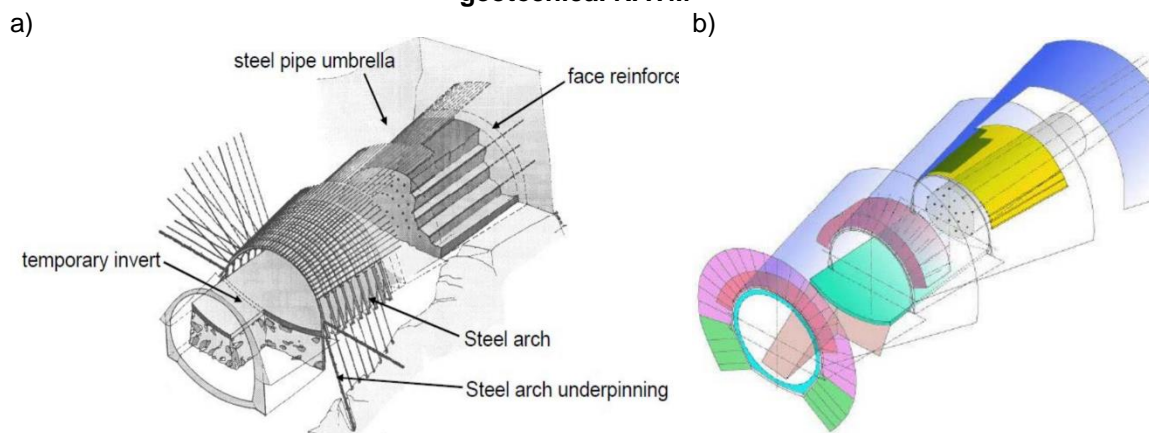 a)
b)
steel pipe umbrella
face reinforce
temporary invert
Steel arch
Steel arch underpinning